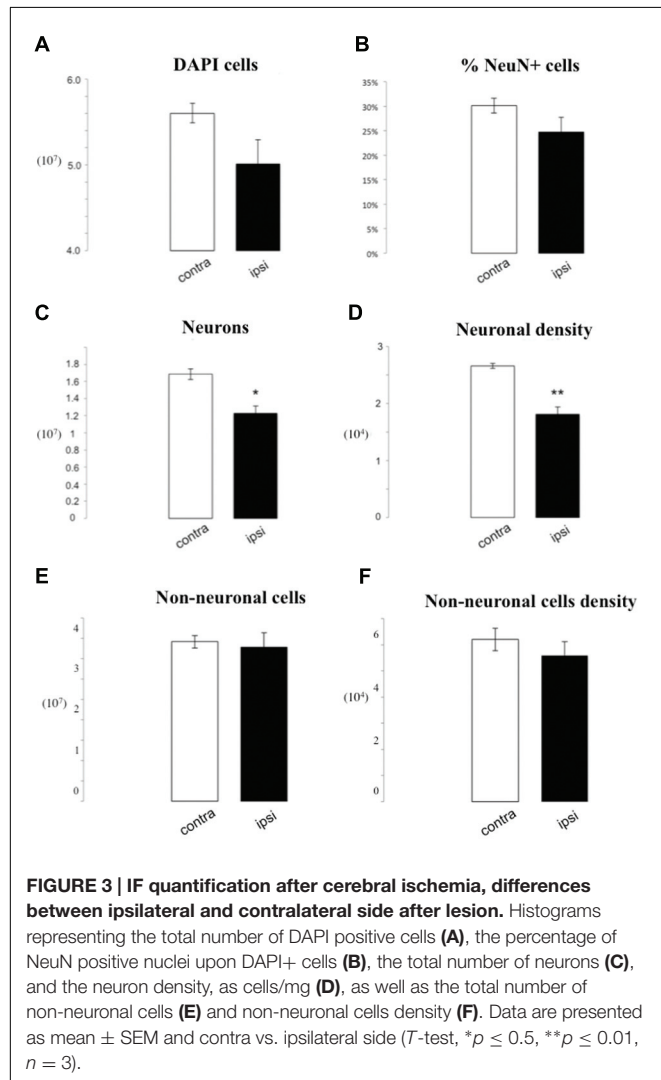 A
DAPI cells
6.0
(10⁷)
5.0
4.0
contra
ipsi
B
% NeuN+ cells
35%
30%
25%
20%
15%
10%
5%
0%
contra
ipsi
C
Neurons
1.8
1.6
1.4
1.2
(10⁷)
1
0.8
0.6
0.4
0.2
0
*
contra
ipsi
D
Neuronal density
3
2
(10⁴)
1
0
**
contra
ipsi
E
Non-neuronal cells
4
3
(10⁷)
2
1
0
contra
ipsi
F
Non-neuronal cells density
6
4
(10⁴)
2
0
contra
ipsi
FIGURE 3 | IF quantification after cerebral ischemia, differences
between ipsilateral and contralateral side after lesion. Histograms
representing the total number of DAPI positive cells (A), the percentage of
NeuN positive nuclei upon DAPI+ cells (B), the total number of neurons (C),
and the neuron density, as cells/mg (D), as well as the total number of
non-neuronal cells (E) and non-neuronal cells density (F). Data are presented
as mean ± SEM and contra vs. ipsilateral side (T-test, *p ≤ 0.5, **p ≤ 0.01,
n = 3).